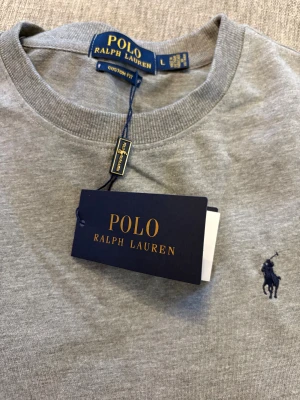 POLO
RALPH LAUREN
CUSTOM FIT
L
POLO
RALPH LAUREN